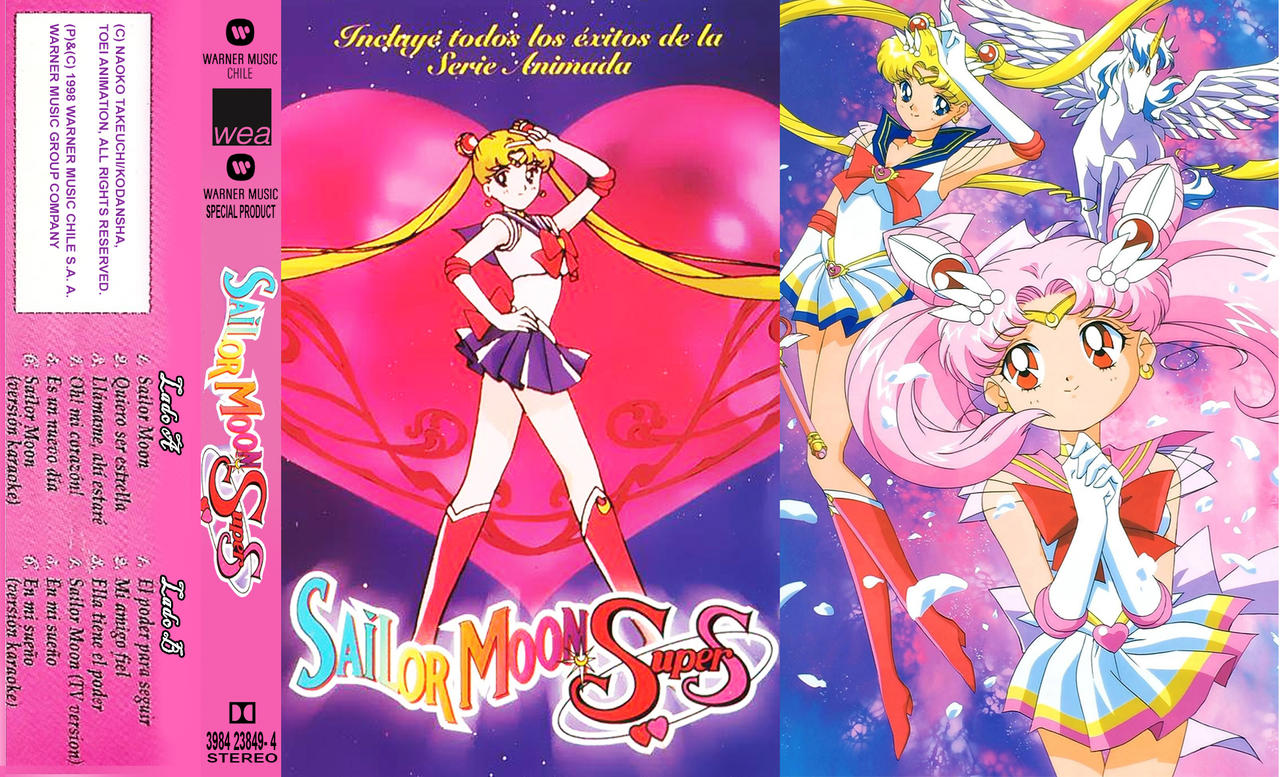 (C) NAOKO TAKEUCHI/KODANSHA,
TOEI ANIMATION, ALL RIGHTS RESERVED.
(P)&(C) 1998 WARNER MUSIC CHILE S.A. A.
WARNER MUSIC GROUP COMPANY
Lado A
1. Sailor Moon
2. Quiero ser estrella
3. Llámame, ahí estaré
4. Oh! mi corazón!
5. Es un nuevo día
6. Sailor Moon
(version karaoke)
Lado B
1. El poder para seguir
2. Mi amigo fiel
3. Ella tiene el poder
4. Sailor Moon (TV version)
5. En mi sueño
6. En mi sueño
(version karaoke)
WARNER MUSIC
CHILE
wea
WARNER MUSIC
SPECIAL PRODUCT
SAILOR MOON SuperS
3984 23849-4
STEREO
Incluye todos los éxitos de la
Serie Animada
SAILOR MOON SuperS